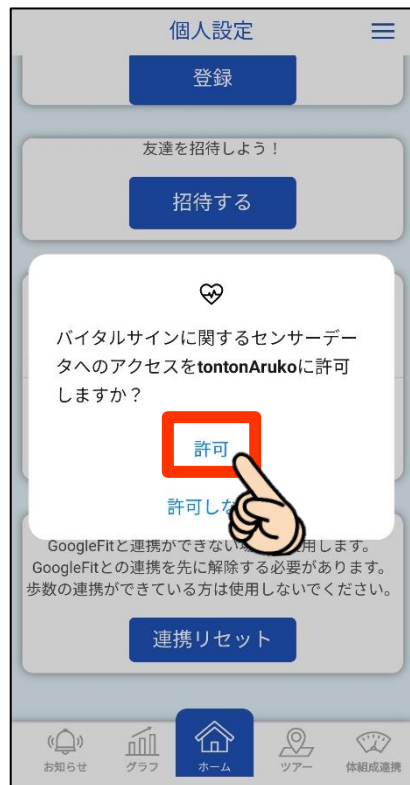 個人設定
登録
友達を招待しよう！
招待する
バイタルサインに関するセンサーデー
タへのアクセスをtontonArukoに許可
しますか？
許可
許可しな
GoogleFitと連携ができない 用します。
GoogleFitとの連携を先に解除する必要があります。
歩数の連携ができている方は使用しないでください。
連携リセット
お知らせ
グラフ
ホーム
ツアー
体組成連携